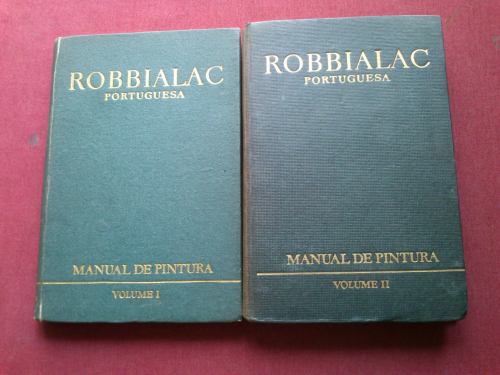 ROBBIALAC
PORTUGUESA
MANUAL DE PINTURA
VOLUME I
ROBBIALAC
PORTUGUESA
MANUAL DE PINTURA
VOLUME II